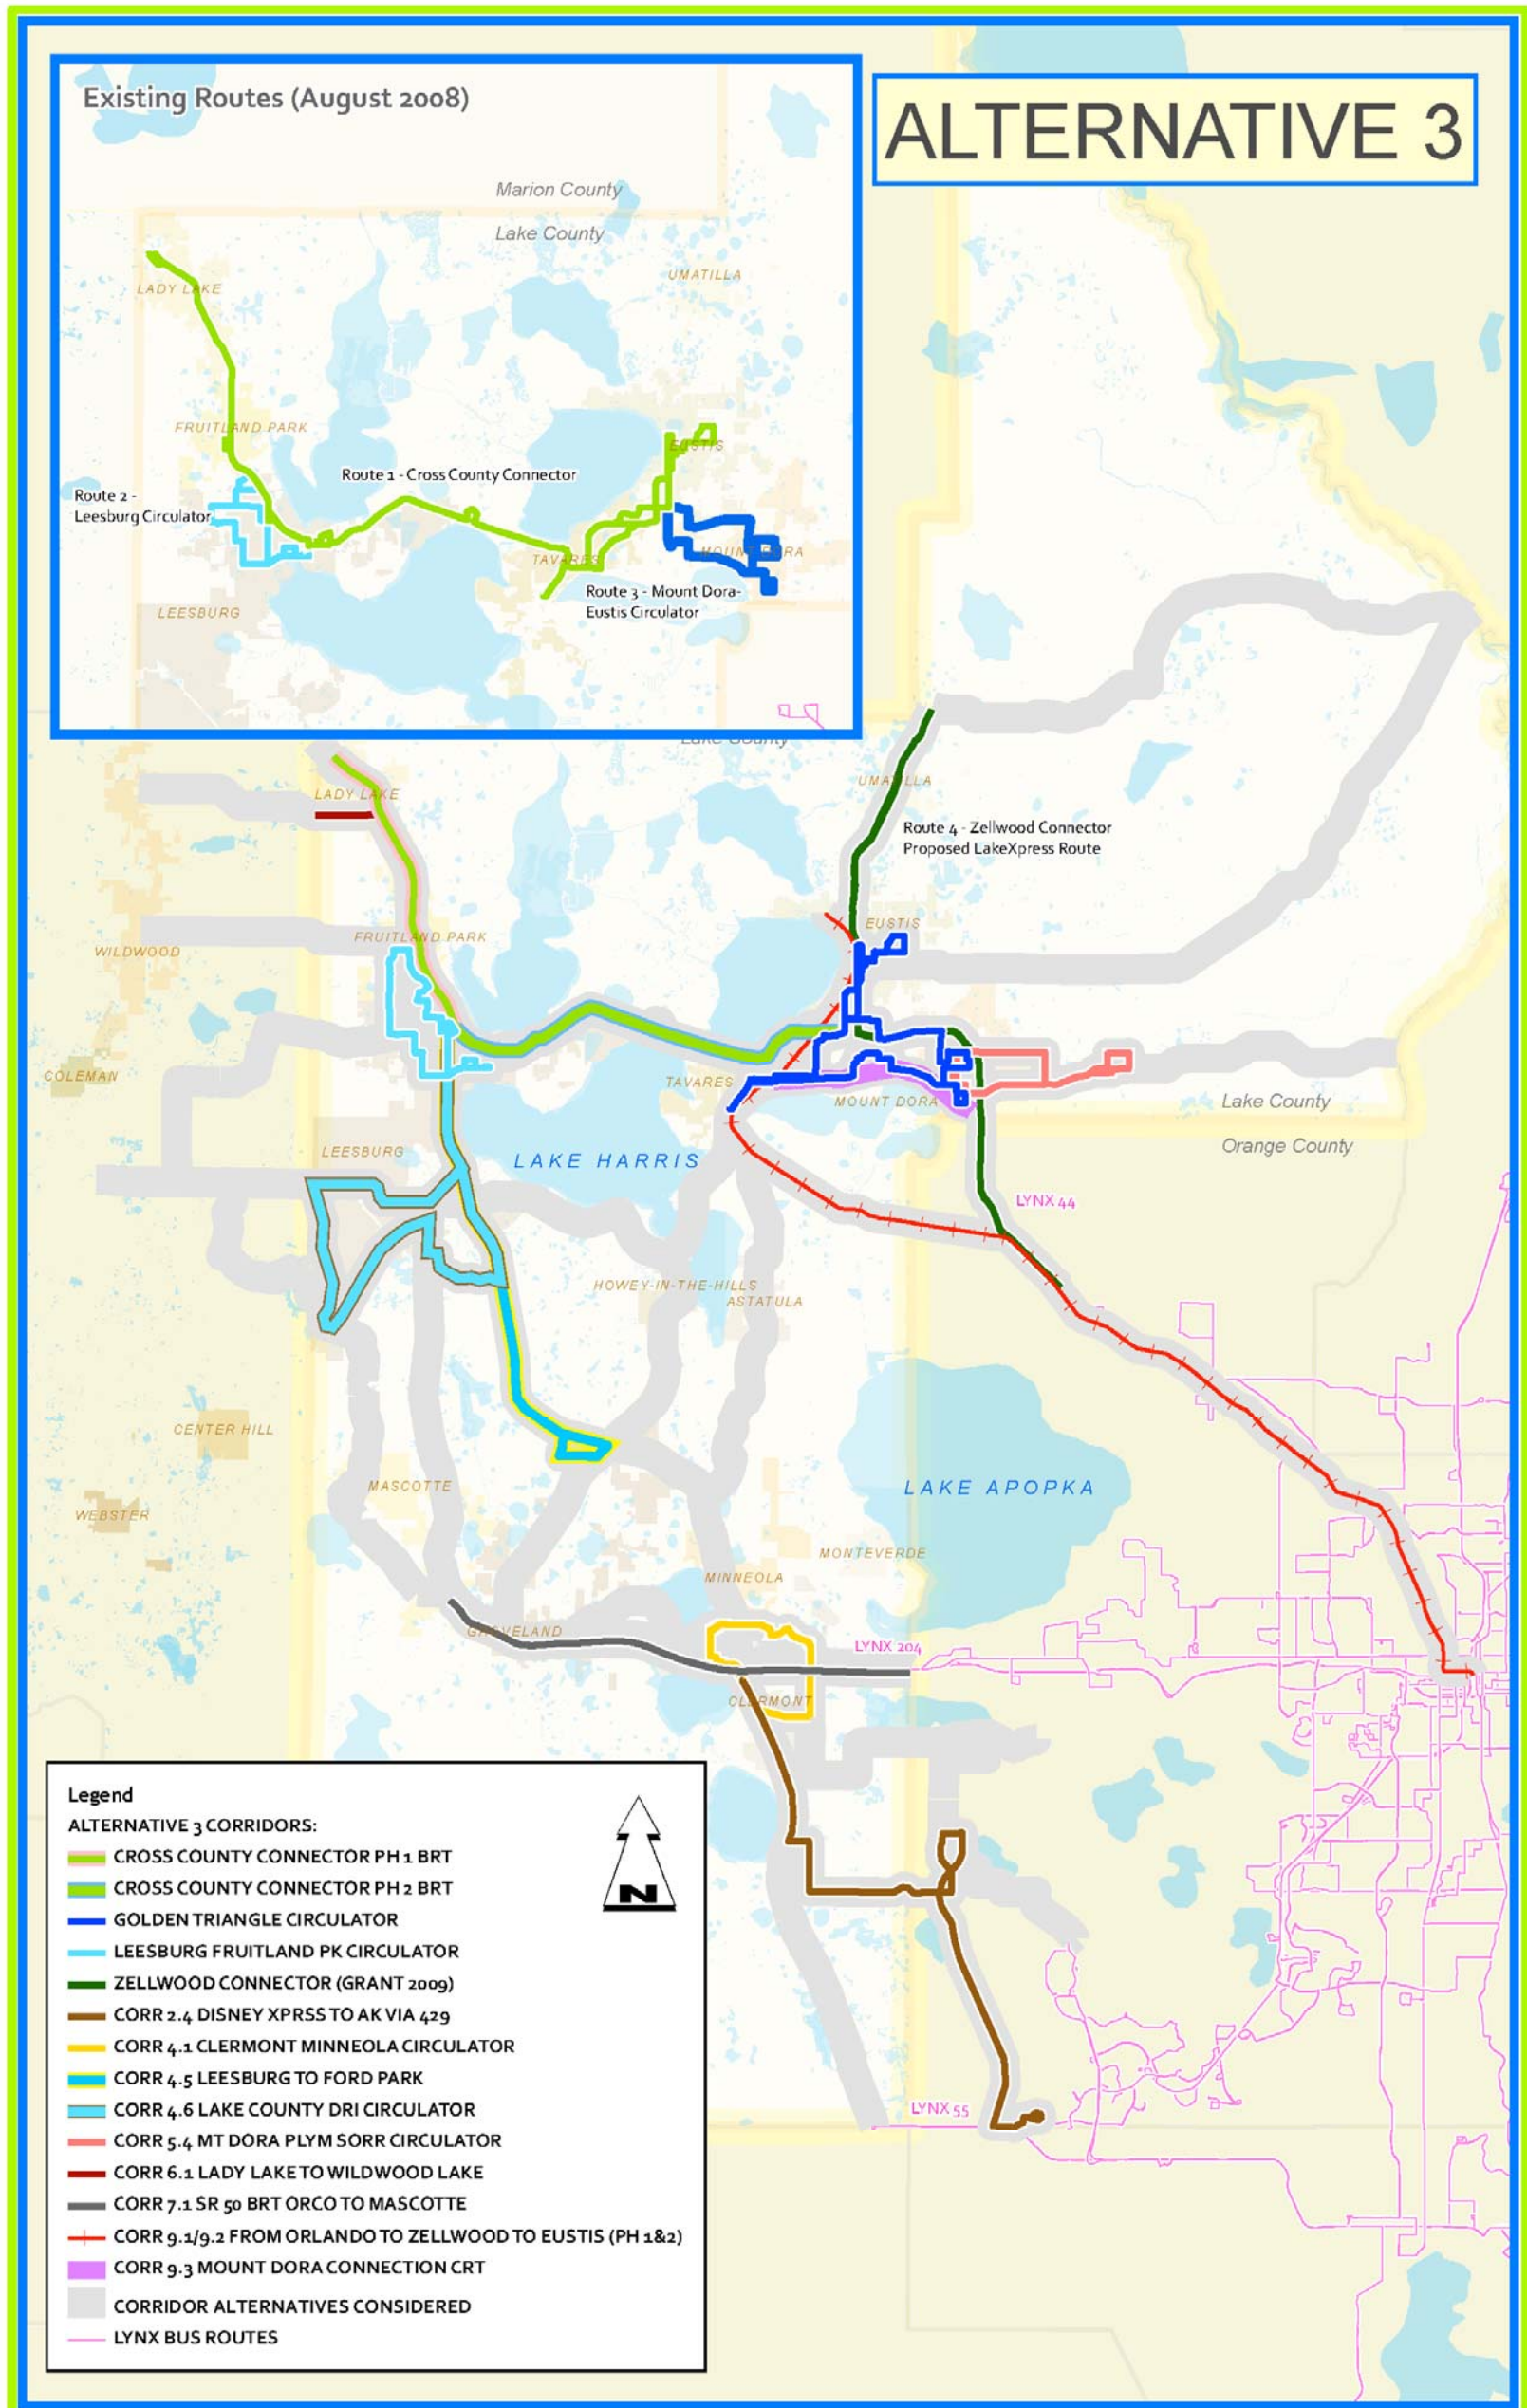 Existing Routes (August 2008)
ALTERNATIVE 3
Marion County
Lake County
UMATILLA
LADY LAKE
FRUITLAND PARK
EUSTIS
Route 1 - Cross County Connector
Route 2 -
Leesburg Circulator
TAVARES
MOUNT DORA
Route 3 - Mount Dora-
Eustis Circulator
LEESBURG
Lake County
UMATILLA
LADY LAKE
Route 4 - Zellwood Connector
Proposed LakeXpress Route
EUSTIS
FRUITLAND PARK
WILDWOOD
COLEMAN
TAVARES
MOUNT DORA
Lake County
Orange County
LEESBURG
LAKE HARRIS
LYNX 44
HOWEY-IN-THE-HILLS
ASTATULA
CENTER HILL
MASCOTTE
LAKE APOPKA
WEBSTER
MONTEVERDE
MINNEOLA
GROVELAND
LYNX 204
CLERMONT
LYNX 55
Legend
ALTERNATIVE 3 CORRIDORS:
CROSS COUNTY CONNECTOR PH 1 BRT
CROSS COUNTY CONNECTOR PH 2 BRT
GOLDEN TRIANGLE CIRCULATOR
LEESBURG FRUITLAND PK CIRCULATOR
ZELLWOOD CONNECTOR (GRANT 2009)
CORR 2.4 DISNEY XPRSS TO AK VIA 429
CORR 4.1 CLERMONT MINNEOLA CIRCULATOR
CORR 4.5 LEESBURG TO FORD PARK
CORR 4.6 LAKE COUNTY DRI CIRCULATOR
CORR 5.4 MT DORA PLYM SORR CIRCULATOR
CORR 6.1 LADY LAKE TO WILDWOOD LAKE
CORR 7.1 SR 50 BRT ORCO TO MASCOTTE
CORR 9.1/9.2 FROM ORLANDO TO ZELLWOOD TO EUSTIS (PH 1&2)
CORR 9.3 MOUNT DORA CONNECTION CRT
CORRIDOR ALTERNATIVES CONSIDERED
LYNX BUS ROUTES
N